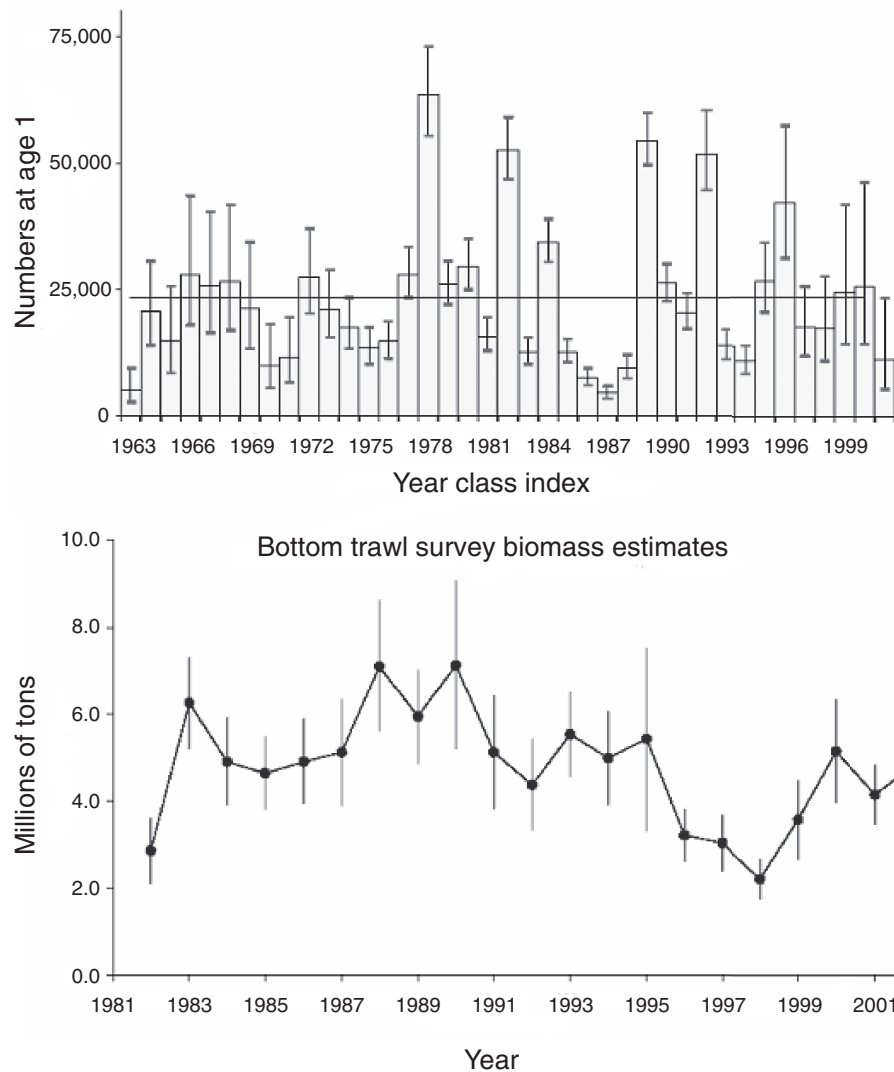 75,000
50,000
25,000
0
Numbers at age 1
1963 1966 1969 1972 1975 1978 1981 1984 1987 1990 1993 1996 1999
Year class index
Bottom trawl survey biomass estimates
10.0
8.0
6.0
4.0
2.0
0.0
Millions of tons
1981 1983 1985 1987 1989 1991 1993 1995 1997 1999 2001
Year